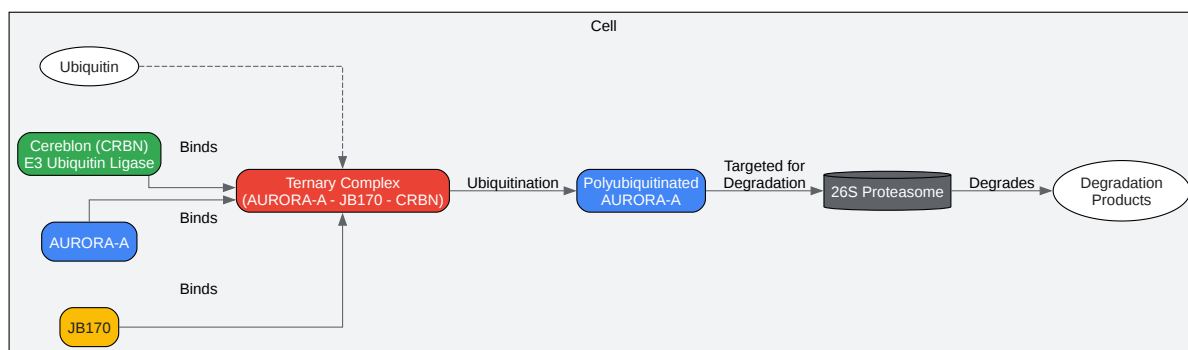 Cell
Ubiquitin
Cereblon (CRBN)
E3 Ubiquitin Ligase
Binds
AURORA-A
Binds
JB170
Binds
Ternary Complex
(AURORA-A - JB170 - CRBN)
Ubiquitination
Polyubiquitinated
AURORA-A
Targeted for
Degradation
26S Proteasome
Degrades
Degradation
Products